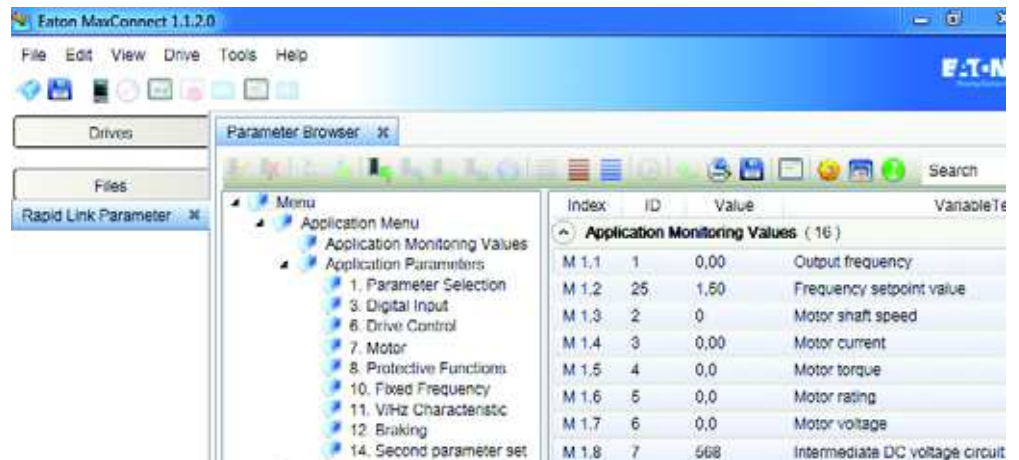 Eaton MaxConnect 1.1.2.0
File Edit View Drive Tools Help
Drives
Files
Rapid Link Parameter
Parameter Browser
Search
Menu
Application Menu
Application Monitoring Values
Application Parameters
1. Parameter Selection
3. Digital Input
6. Drive Control
7. Motor
8. Protective Functions
10. Fixed Frequency
11. V/Hz Characteristic
12. Braking
14. Second parameter set
Index ID Value VariableTe
Application Monitoring Values (16)
M 1.1 1 0,00 Output frequency
M 1.2 25 1,50 Frequency setpoint value
M 1.3 2 0 Motor shaft speed
M 1.4 3 0,00 Motor current
M 1.5 4 0,0 Motor torque
M 1.6 5 0,0 Motor rating
M 1.7 6 0,0 Motor voltage
M 1.8 7 568 Intermediate DC voltage circuit